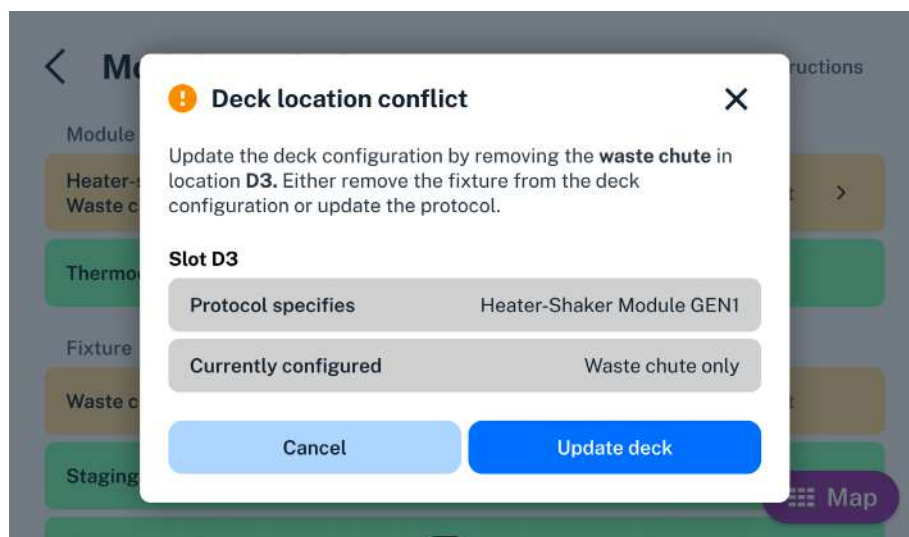 Deck location conflict
ructions
Module
Update the deck configuration by removing the waste chute in
location D3. Either remove the fixture from the deck
configuration or update the protocol.
Heater-
Waste c
Slot D3
Thermo
Protocol specifies Heater-Shaker Module GEN1
Fixture
Currently configured Waste chute only
Waste c
Cancel Update deck
Staging
Map